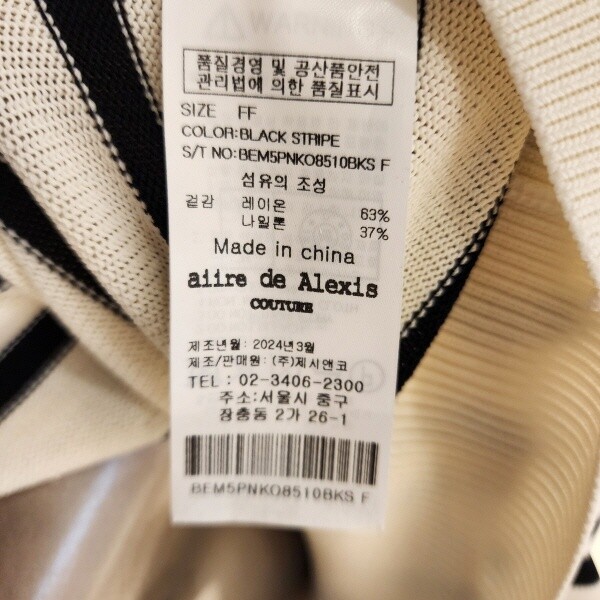 WARNING
품질경영 및 공산품안전
관리법에 의한 품질표시
SIZE FF
COLOR:BLACK STRIPE
S/T NO:BEM5PNKO8510BKS F
섬유의 조성
겉감 레이온 63%
나일론 37%
Made in china
aiire de Alexis
COUTURE
제조년월 : 2024년3월
제조/판매원 : (주)제시앤코
TEL : 02-3406-2300
주소:서울시 중구
장충동 2가 26-1
BEM5PNKO8510BKS F